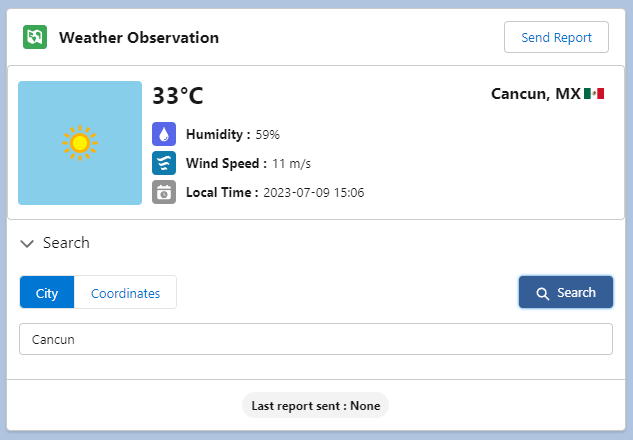 Weather Observation
Send Report
33°C
Cancun, MX
Humidity : 59%
Wind Speed : 11 m/s
Local Time : 2023-07-09 15:06
Search
City
Coordinates
Search
Cancun
Last report sent : None